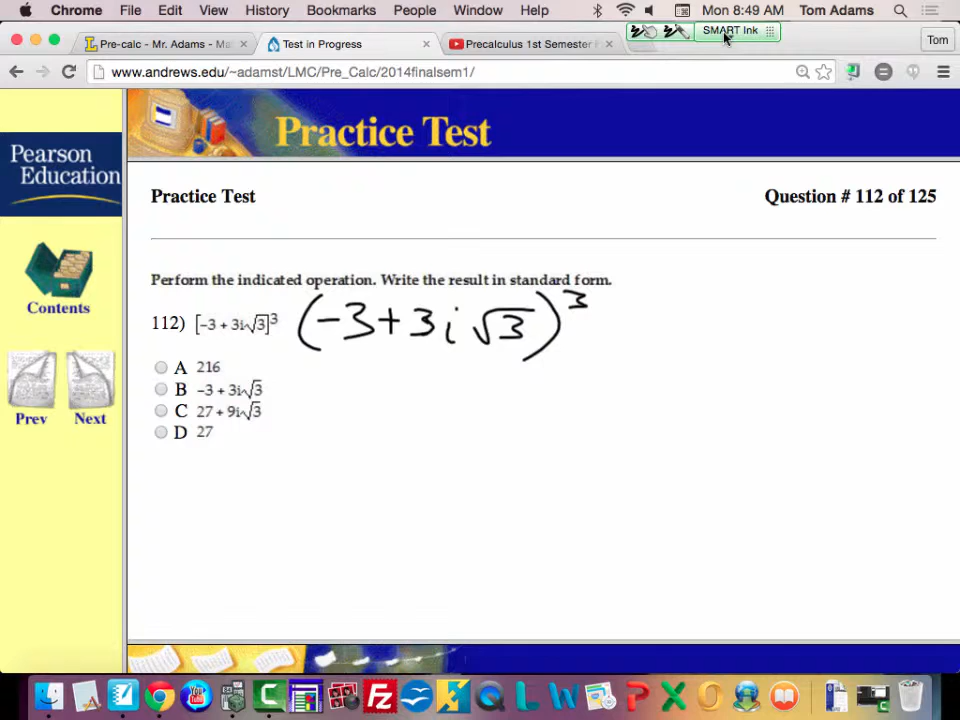 Chrome File Edit View History Bookmarks People Window Help Mon 8:49 AM Tom Adams
Pre-calc - Mr. Adams - Ma × Test in Progress × Precalculus 1st Semester F × SMART Ink Tom
www.andrews.edu/~adamst/LMC/Pre_Calc/2014finalsem1/
Practice Test
Pearson
Education
Contents
Prev Next
Practice Test Question # 112 of 125
Perform the indicated operation. Write the result in standard form.
112) [-3 + 3i√3]³ (-3+3i√3)³
A 216
B -3 + 3i√3
C 27 + 9i√3
D 27